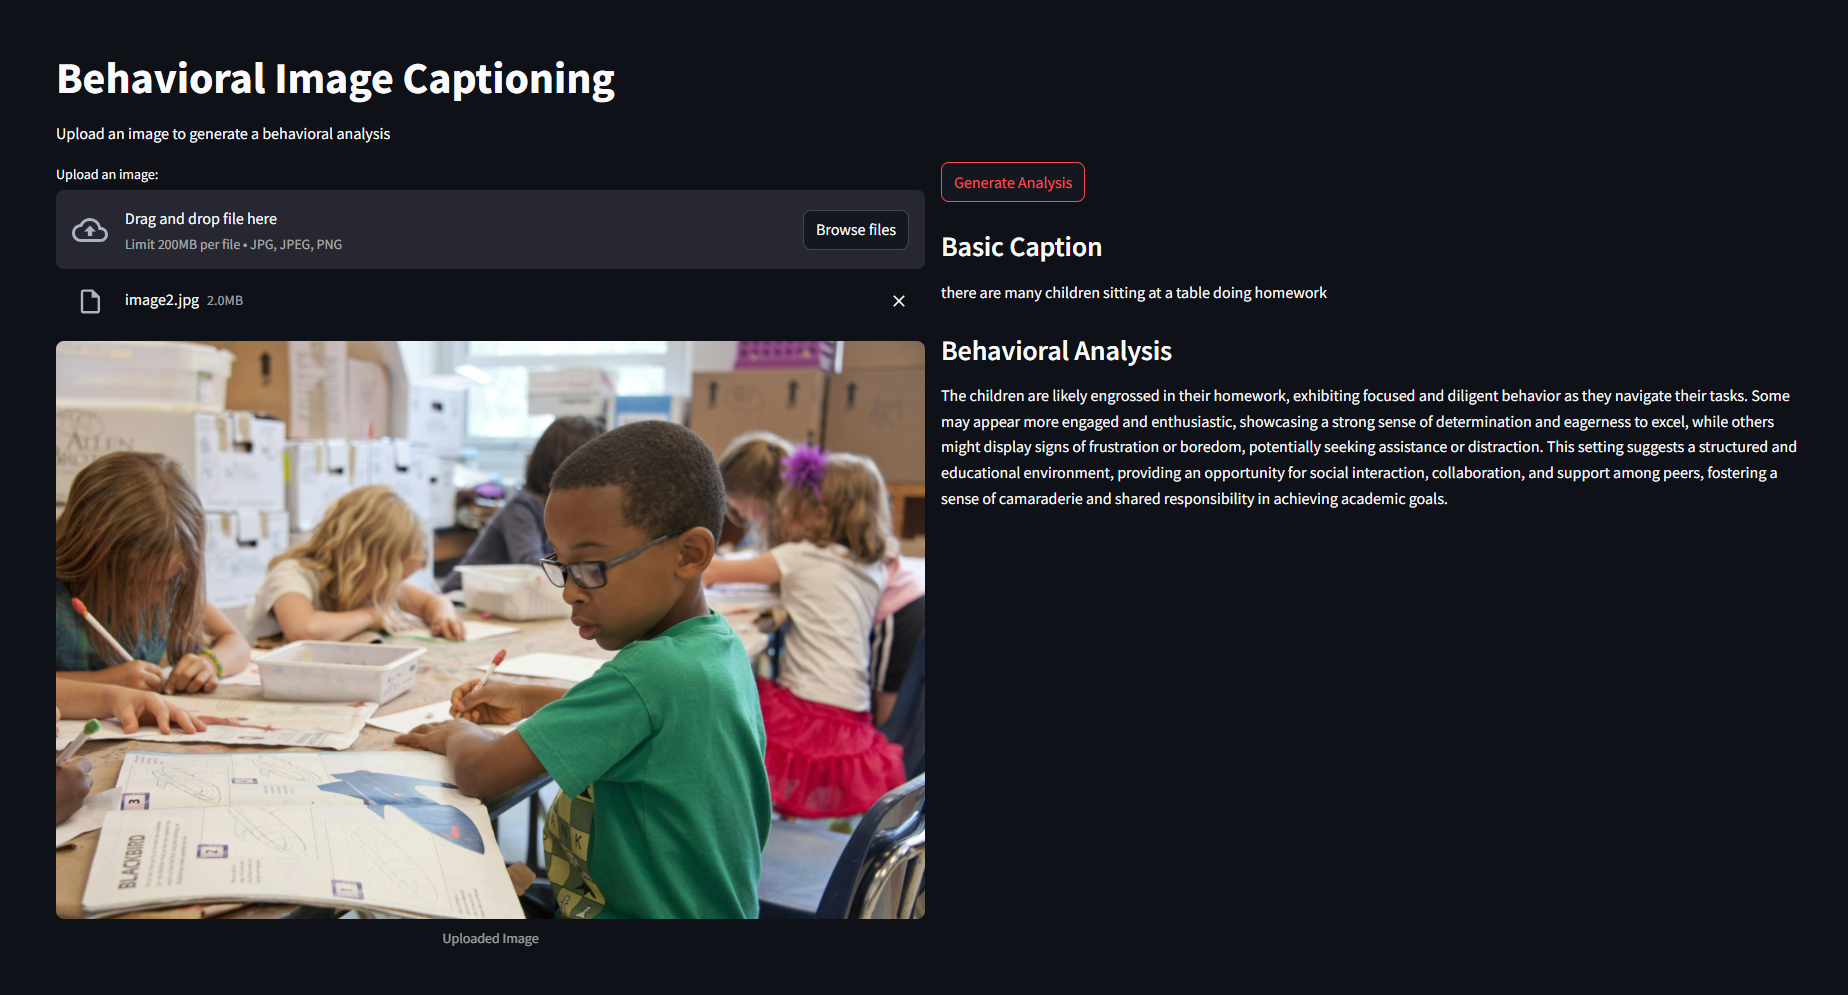 Behavioral Image Captioning
Upload an image to generate a behavioral analysis
Upload an image:
Drag and drop file here
Limit 200MB per file • JPG, JPEG, PNG
Browse files
image2.jpg 2.0MB
ALLEN
BLACKBIRD
3
2
1
Uploaded Image
Generate Analysis
Basic Caption
there are many children sitting at a table doing homework
Behavioral Analysis
The children are likely engrossed in their homework, exhibiting focused and diligent behavior as they navigate their tasks. Some
may appear more engaged and enthusiastic, showcasing a strong sense of determination and eagerness to excel, while others
might display signs of frustration or boredom, potentially seeking assistance or distraction. This setting suggests a structured and
educational environment, providing an opportunity for social interaction, collaboration, and support among peers, fostering a
sense of camaraderie and shared responsibility in achieving academic goals.